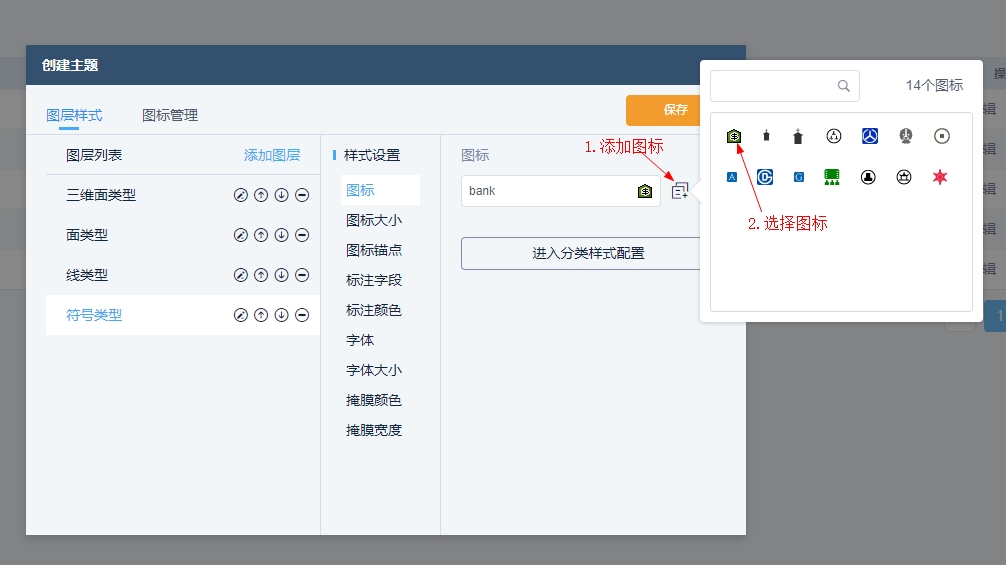 创建主题
14个图标
操
图层样式
图标管理
保存
编辑
1.添加图标
图层列表
添加图层
样式设置
图标
三维面类型
图标
bank
面类型
图标大小
2.选择图标
图标锚点
进入分类样式配置
线类型
标注字段
符号类型
标注颜色
1
字体
字体大小
掩膜颜色
掩膜宽度